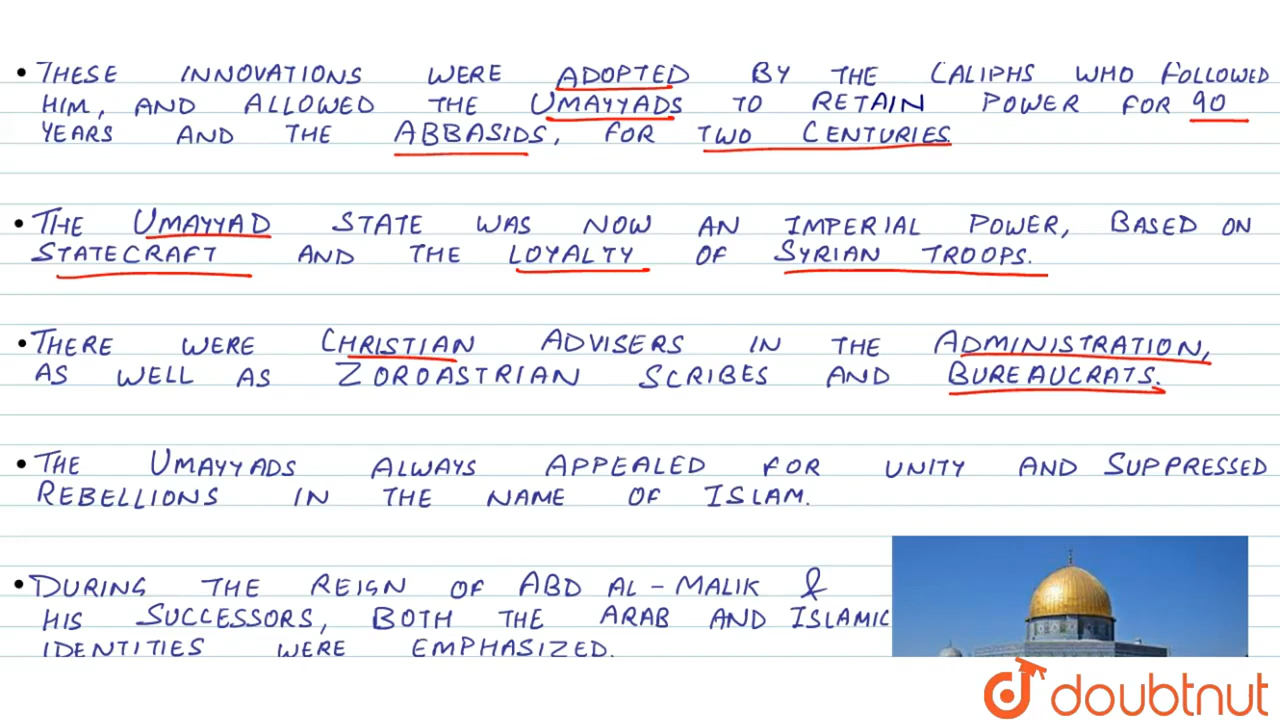 • THESE INNOVATIONS WERE ADOPTED BY THE CALIPHS WHO FOLLOWED
HIM, AND ALLOWED THE UMAYYADS TO RETAIN POWER FOR 90
YEARS AND THE ABBASIDS, FOR TWO CENTURIES.
• THE UMAYYAD STATE WAS NOW AN IMPERIAL POWER, BASED ON
STATECRAFT AND THE LOYALTY OF SYRIAN TROOPS.
• THERE WERE CHRISTIAN ADVISERS IN THE ADMINISTRATION,
AS WELL AS ZOROASTRIAN SCRIBES AND BUREAUCRATS.
• THE UMAYYADS ALWAYS APPEALED FOR UNITY AND SUPPRESSED
REBELLIONS IN THE NAME OF ISLAM.
• DURING THE REIGN OF ABD AL-MALIK &
HIS SUCCESSORS, BOTH THE ARAB AND ISLAMIC
IDENTITIES WERE EMPHASIZED.
doubtnut